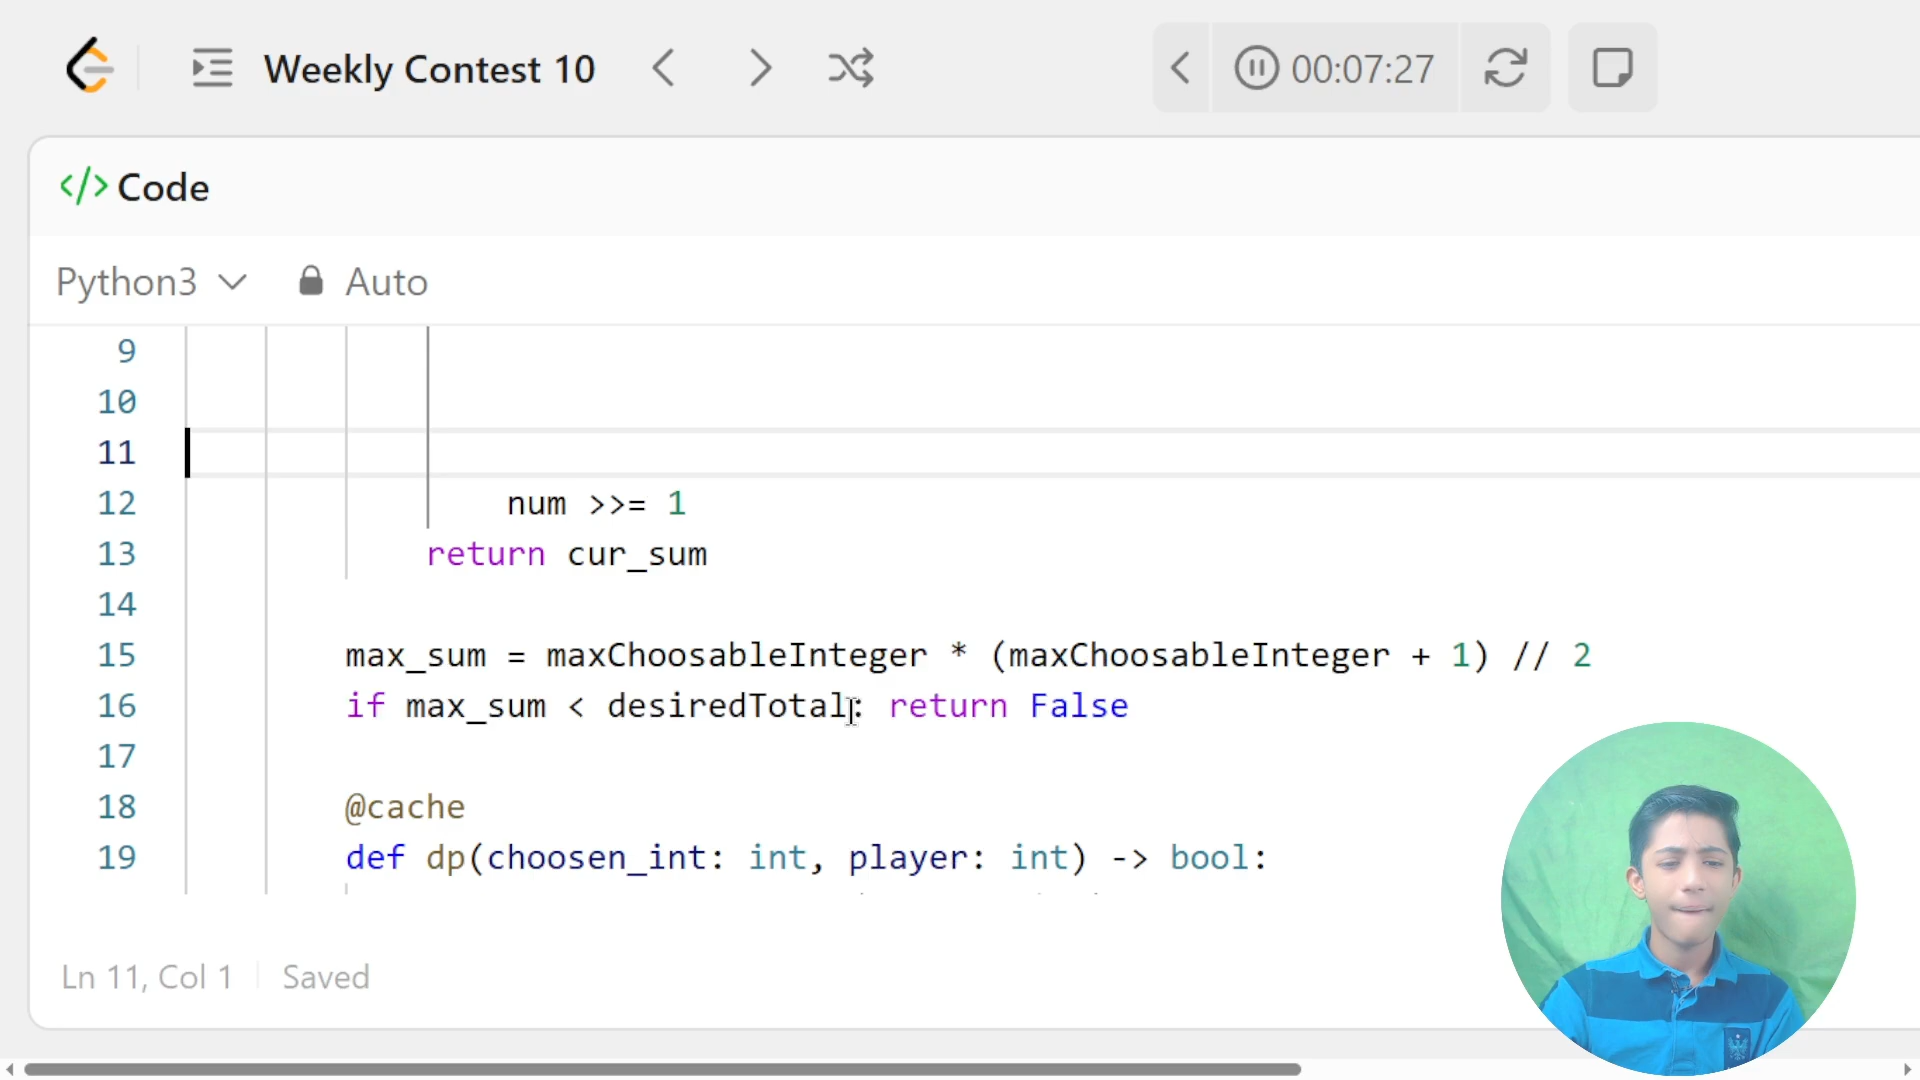 Weekly Contest 10
00:07:27
</> Code
Python3 Auto
9
10
11
12 num >>= 1
13 return cur_sum
14
15 max_sum = maxChoosableInteger * (maxChoosableInteger + 1) // 2
16 if max_sum < desiredTotal: return False
17
18 @cache
19 def dp(choosen_int: int, player: int) -> bool:
Ln 11, Col 1 Saved